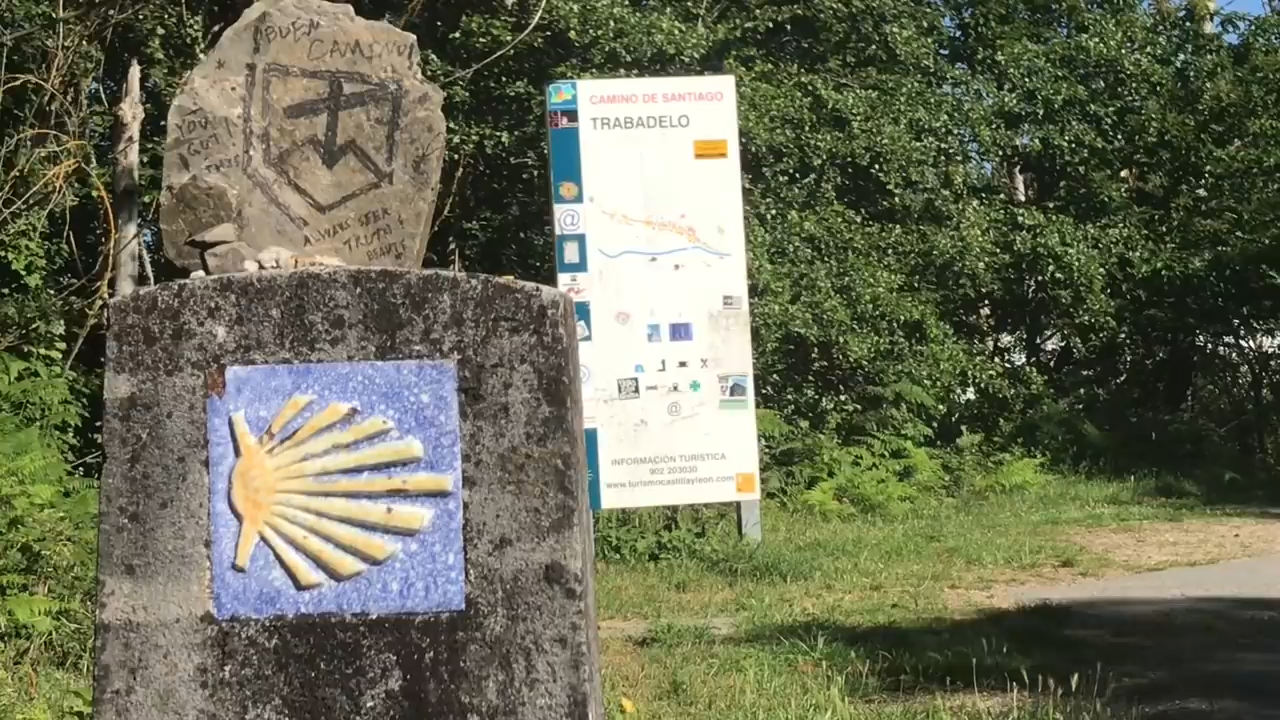 ¡BUEN
CAMINO!
YOU
GOT
THIS
ALWAYS SEEK
TRUTH &
BEAUTY
CAMINO DE SANTIAGO
TRABADELO
@
@
INFORMACIÓN TURÍSTICA
902 203030
www.turismocastillayleon.com